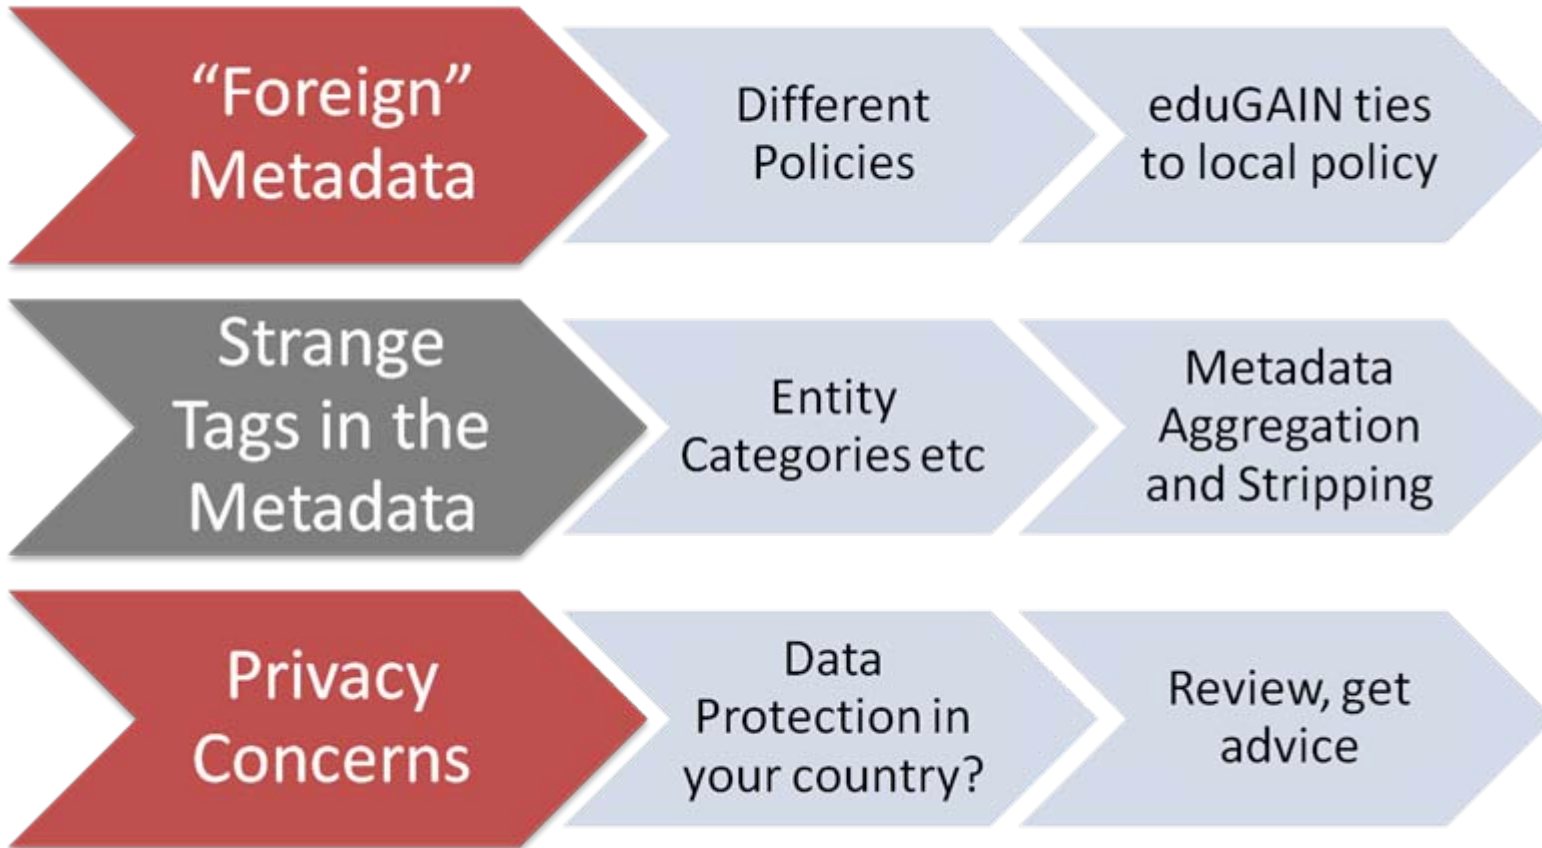 “Foreign”
Metadata
Different
Policies
eduGAIN ties
to local policy
Strange
Tags in the
Metadata
Entity
Categories etc
Metadata
Aggregation
and Stripping
Privacy
Concerns
Data
Protection in
your country?
Review, get
advice